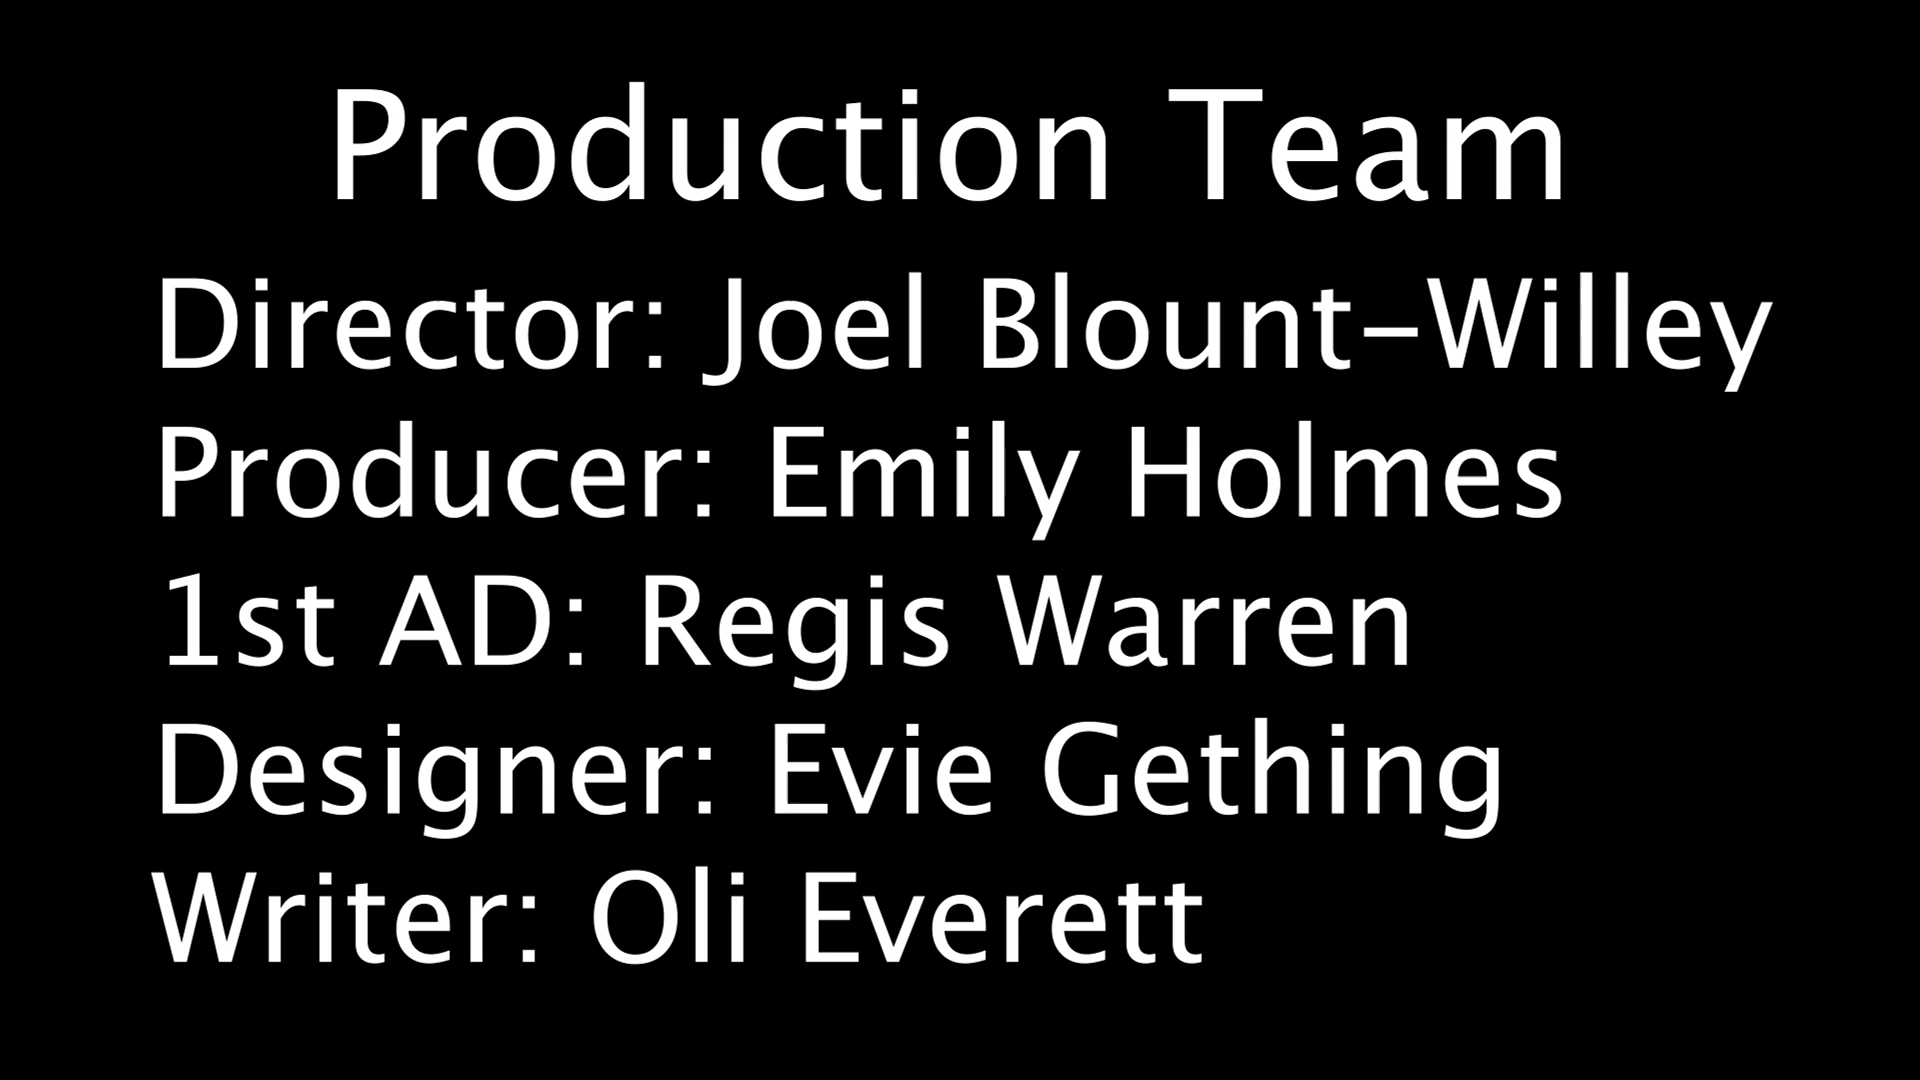 Production Team
Director: Joel Blount-Willey
Producer: Emily Holmes
1st AD: Regis Warren
Designer: Evie Gething
Writer: Oli Everett